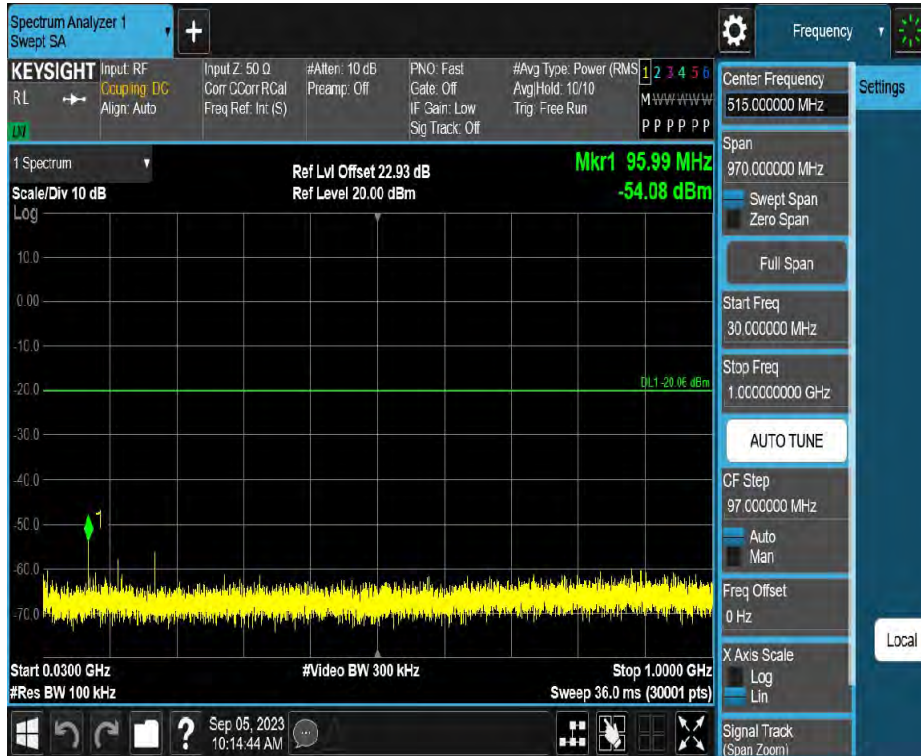 Spectrum Analyzer 1
Swept SA
+
Frequency
KEYSIGHT
RL
LXI
Input: RF
Coupling: DC
Align: Auto
Input Z: 50 Ω
Corr CCorr RCal
Freq Ref: Int (S)
#Atten: 10 dB
Preamp: Off
PNO: Fast
Gate: Off
IF Gain: Low
Sig Track: Off
#Avg Type: Power (RMS
Avg|Hold: 10/10
Trig: Free Run
1 2 3 4 5 6
M W W W W W
P P P P P P
Center Frequency
515.000000 MHz
Settings
Span
970.000000 MHz
Swept Span
Zero Span
Full Span
Start Freq
30.000000 MHz
Stop Freq
1.000000000 GHz
AUTO TUNE
CF Step
97.000000 MHz
Auto
Man
Freq Offset
0 Hz
X Axis Scale
Log
Lin
Signal Track
(Span Zoom)
Local
1 Spectrum
Scale/Div 10 dB
Log
Ref Lvl Offset 22.93 dB
Ref Level 20.00 dBm
Mkr1 95.99 MHz
-54.08 dBm
10.0
0.00
-10.0
-20.0
DL1 -20.06 dBm
-30.0
-40.0
-50.0
1
-60.0
-70.0
Start 0.0300 GHz
#Video BW 300 kHz
Stop 1.0000 GHz
#Res BW 100 kHz
Sweep 36.0 ms (30001 pts)
?
Sep 05, 2023
10:14:44 AM